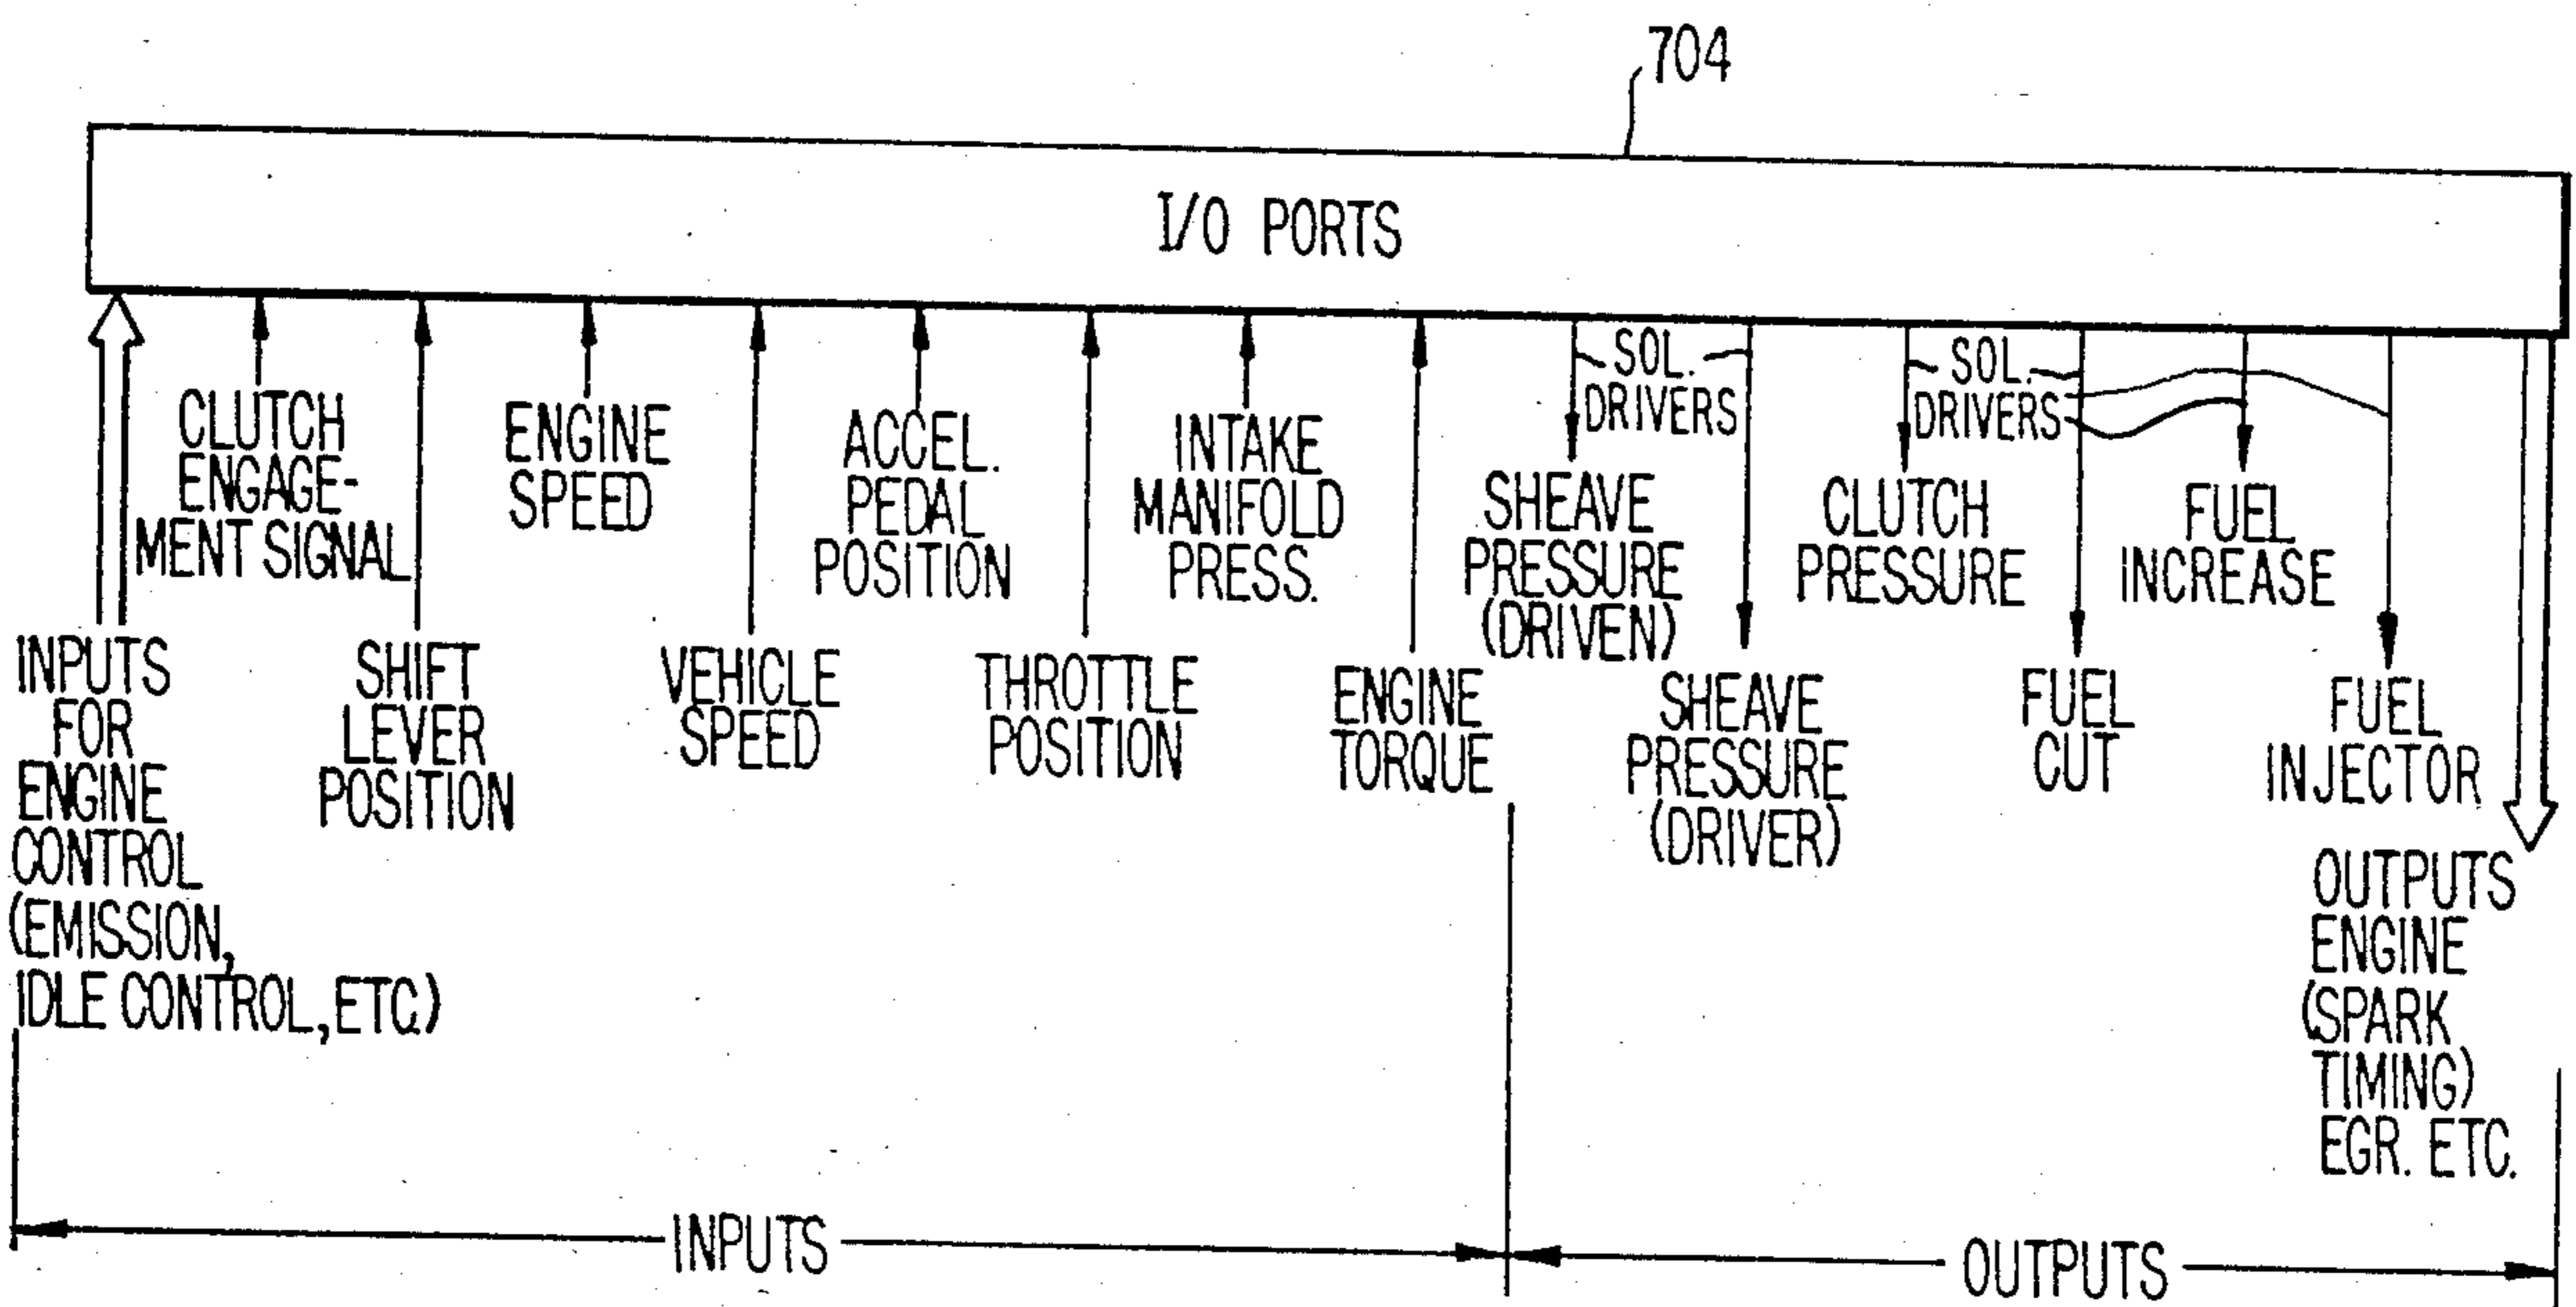 704
I/O PORTS
SOL.
DRIVERS
SOL.
DRIVERS
CLUTCH
ENGAGE-
MENT SIGNAL
ENGINE
SPEED
ACCEL.
PEDAL
POSITION
INTAKE
MANIFOLD
PRESS.
SHEAVE
PRESSURE
(DRIVEN)
CLUTCH
PRESSURE
FUEL
INCREASE
INPUTS
FOR
ENGINE
CONTROL
(EMISSION,
IDLE CONTROL, ETC.)
SHIFT
LEVER
POSITION
VEHICLE
SPEED
THROTTLE
POSITION
ENGINE
TORQUE
SHEAVE
PRESSURE
(DRIVER)
FUEL
CUT
FUEL
INJECTOR
OUTPUTS
ENGINE
(SPARK
TIMING)
EGR. ETC.
INPUTS
OUTPUTS